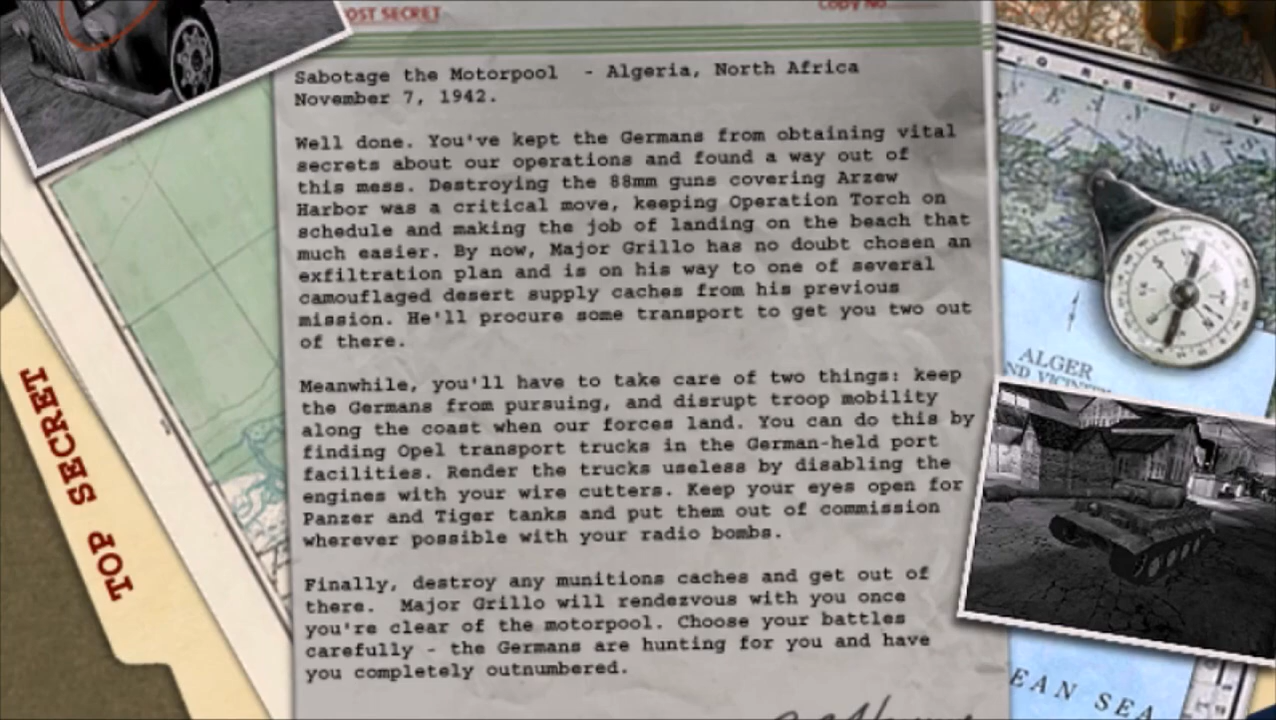 OST SECRET
Copy No
Sabotage the Motorpool - Algeria, North Africa
November 7, 1942.
Well done. You've kept the Germans from obtaining vital
secrets about our operations and found a way out of
this mess. Destroying the 88mm guns covering Arzew
Harbor was a critical move, keeping Operation Torch on
schedule and making the job of landing on the beach that
much easier. By now, Major Grillo has no doubt chosen an
exfiltration plan and is on his way to one of several
camouflaged desert supply caches from his previous
mission. He'll procure some transport to get you two out
of there.
Meanwhile, you'll have to take care of two things: keep
the Germans from pursuing, and disrupt troop mobility
along the coast when our forces land. You can do this by
finding Opel transport trucks in the German-held port
facilities. Render the trucks useless by disabling the
engines with your wire cutters. Keep your eyes open for
Panzer and Tiger tanks and put them out of commission
wherever possible with your radio bombs.
Finally, destroy any munitions caches and get out of
there. Major Grillo will rendezvous with you once
you're clear of the motorpool. Choose your battles
carefully - the Germans are hunting for you and have
you completely outnumbered.
TOP SECRET
ALGER
ND VICINITY
EAN SEA